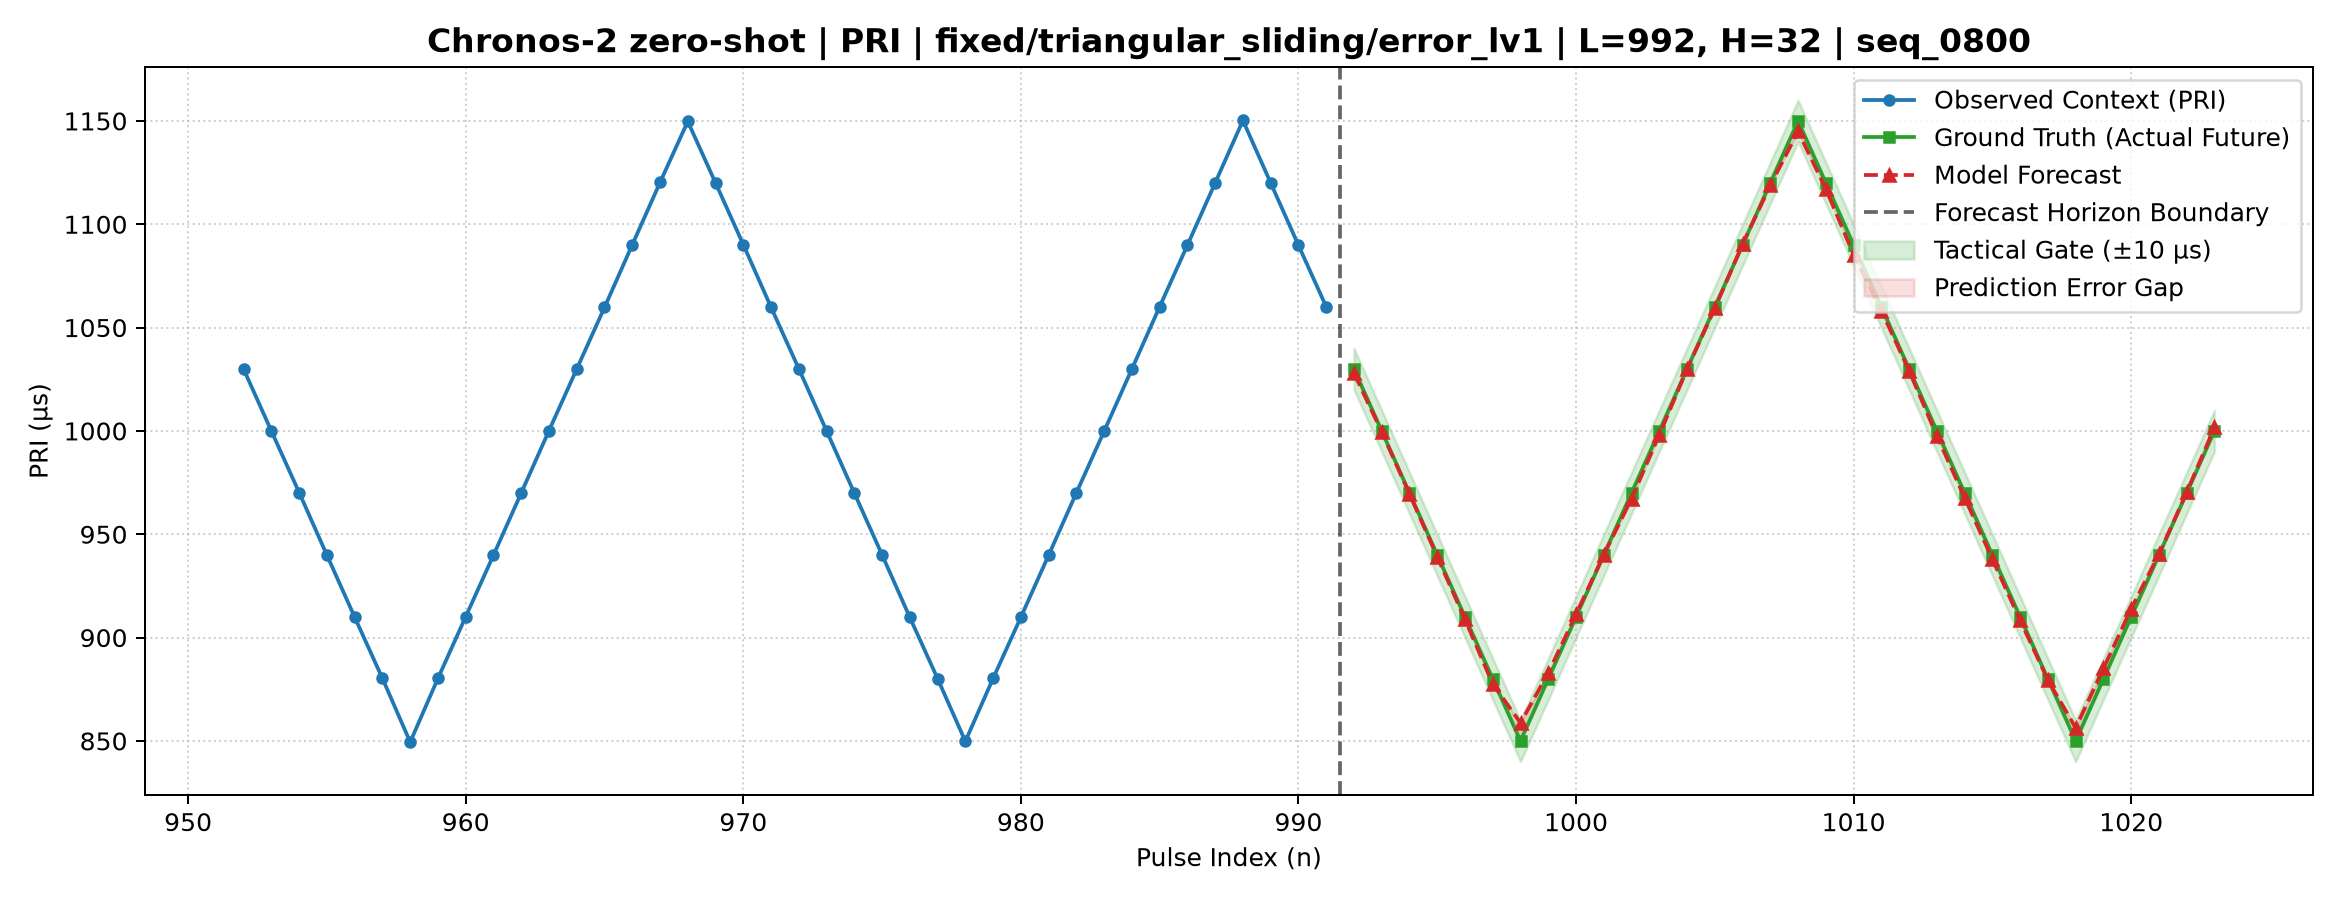 Chronos-2 zero-shot | PRI | fixed/triangular_sliding/error_lv1 | L=992, H=32 | seq_0800
PRI (µs)
1150
1100
1050
1000
950
900
850
Observed Context (PRI)
Ground Truth (Actual Future)
Model Forecast
Forecast Horizon Boundary
Tactical Gate (±10 µs)
Prediction Error Gap
950 960 970 980 990 1000 1010 1020
Pulse Index (n)